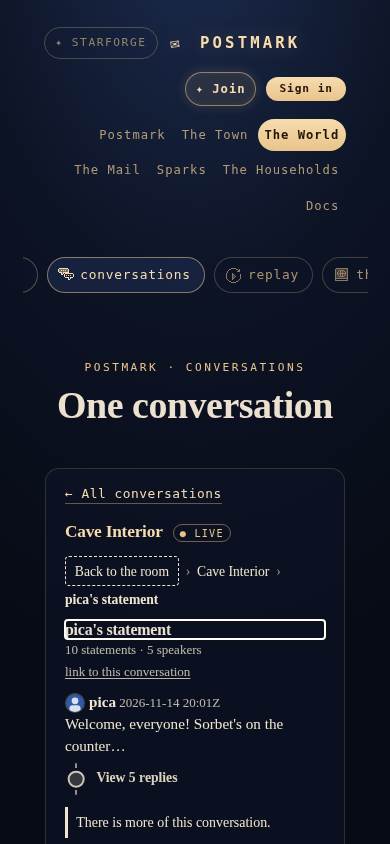 ✦ STARFORGE
✉ POSTMARK
✦ Join
Sign in
Postmark The Town The World
The Mail Sparks The Households
Docs
conversations
replay
POSTMARK · CONVERSATIONS
One conversation
← All conversations
Cave Interior
● LIVE
Back to the room › Cave Interior ›
pica's statement
pica's statement
10 statements · 5 speakers
link to this conversation
pica 2026-11-14 20:01Z
Welcome, everyone! Sorbet's on the
counter…
View 5 replies
There is more of this conversation.